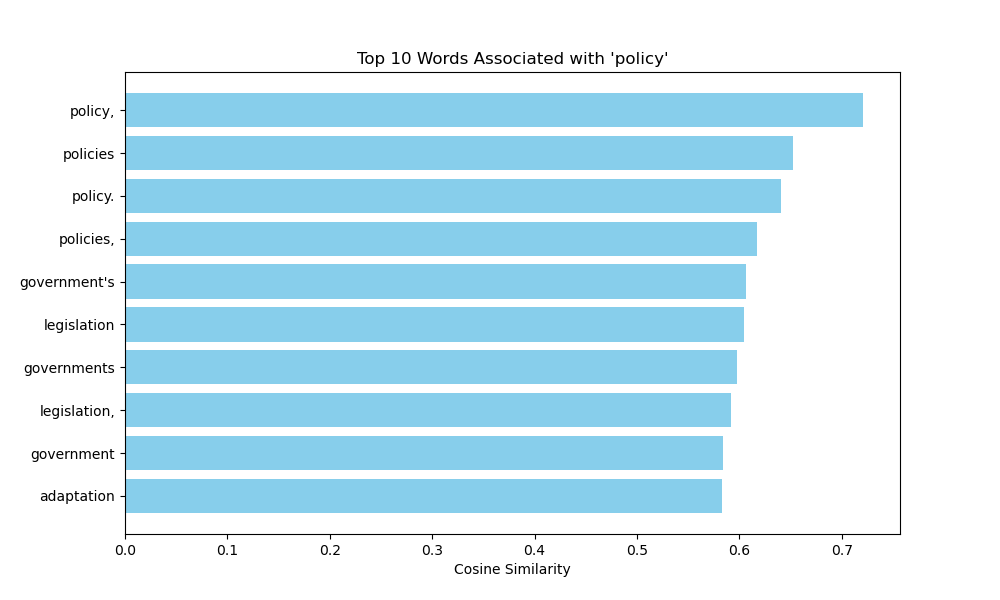 Top 10 Words Associated with 'policy'
policy,
policies
policy.
policies,
government's
legislation
governments
legislation,
government
adaptation
0.0 0.1 0.2 0.3 0.4 0.5 0.6 0.7
Cosine Similarity